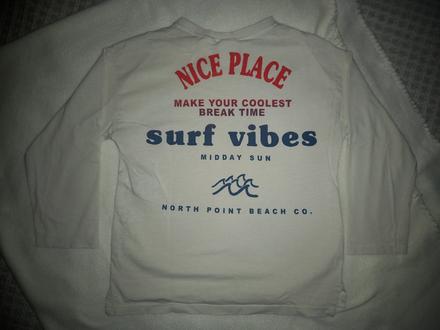 NICE PLACE
MAKE YOUR COOLEST
BREAK TIME
surf vibes
MIDDAY SUN
NORTH POINT BEACH CO.